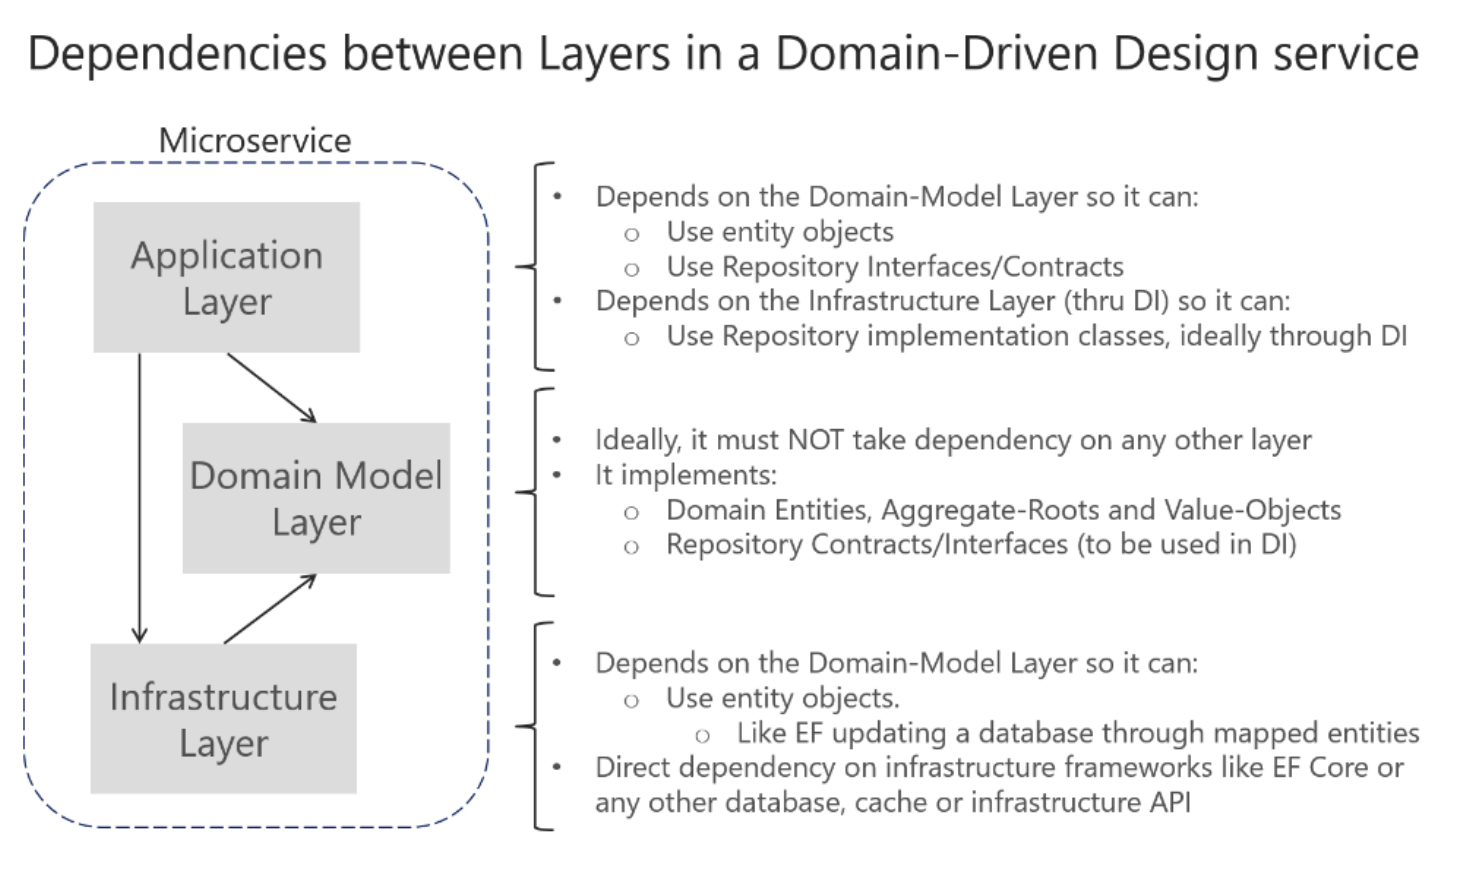 Dependencies between Layers in a Domain-Driven Design service
Microservice
Application
Layer
• Depends on the Domain-Model Layer so it can:
o Use entity objects
o Use Repository Interfaces/Contracts
• Depends on the Infrastructure Layer (thru DI) so it can:
o Use Repository implementation classes, ideally through DI
Domain Model
Layer
• Ideally, it must NOT take dependency on any other layer
• It implements:
o Domain Entities, Aggregate-Roots and Value-Objects
o Repository Contracts/Interfaces (to be used in DI)
Infrastructure
Layer
• Depends on the Domain-Model Layer so it can:
o Use entity objects.
o Like EF updating a database through mapped entities
• Direct dependency on infrastructure frameworks like EF Core or
any other database, cache or infrastructure API